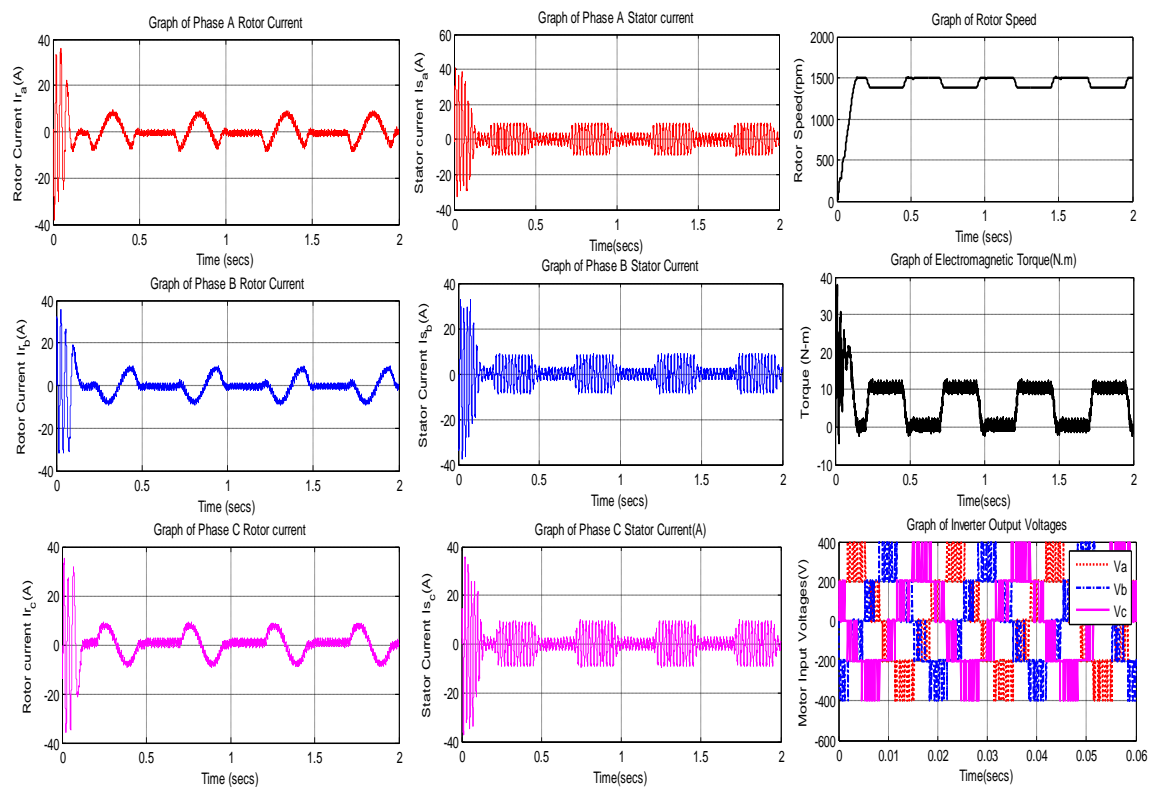 Graph of Phase A Rotor Current
Rotor Current Ir_a(A)
40
20
0
-20
-40
0 0.5 1 1.5 2
Time (secs)
Graph of Phase A Stator current
Stator current Is_a(A)
60
40
20
0
-20
-40
0 0.5 1 1.5 2
Time(secs)
Graph of Rotor Speed
Rotor Speed(rpm)
2000
1500
1000
500
0
0 0.5 1 1.5 2
Time (secs)
Graph of Phase B Rotor Current
Rotor Current Ir_b(A)
40
20
0
-20
-40
0 0.5 1 1.5 2
Time (secs)
Graph of Phase B Stator Current
Stator Current Is_b(A)
40
20
0
-20
-40
0 0.5 1 1.5 2
Time (secs)
Graph of Electromagnetic Torque(N.m)
Torque (N-m)
40
30
20
10
0
-10
0 0.5 1 1.5 2
Time (secs)
Graph of Phase C Rotor current
Rotor current Ir_c(A)
40
20
0
-20
-40
0 0.5 1 1.5 2
Time (secs)
Graph of Phase C Stator Current(A)
Stator Current Is_c(A)
40
20
0
-20
-40
0 0.5 1 1.5 2
Time (secs)
Graph of Inverter Output Voltages
Motor Input Voltages(V)
400
200
0
-200
-400
-600
Va
Vb
Vc
0 0.01 0.02 0.03 0.04 0.05 0.06
Time(secs)